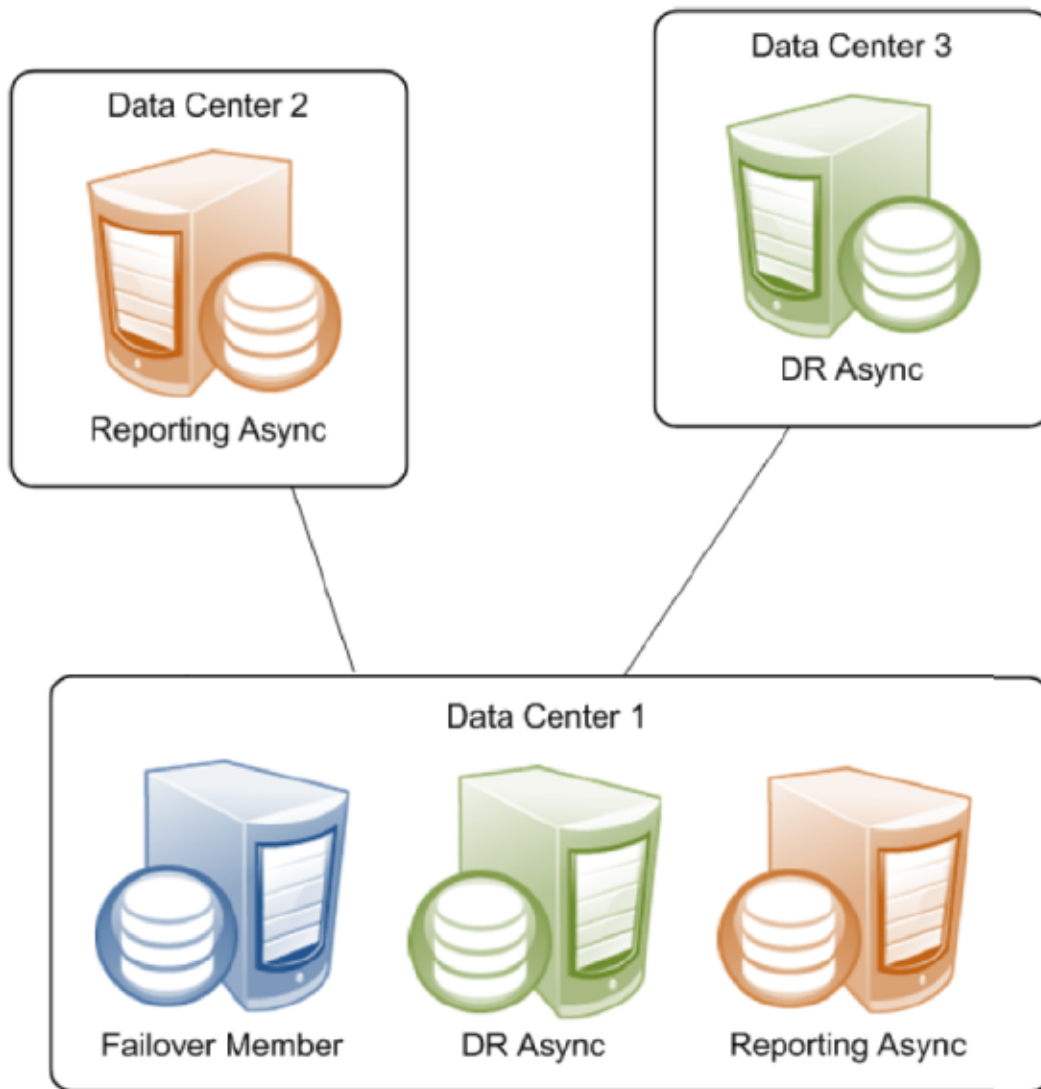 Data Center 2
Reporting Async
Data Center 3
DR Async
Data Center 1
Failover Member
DR Async
Reporting Async